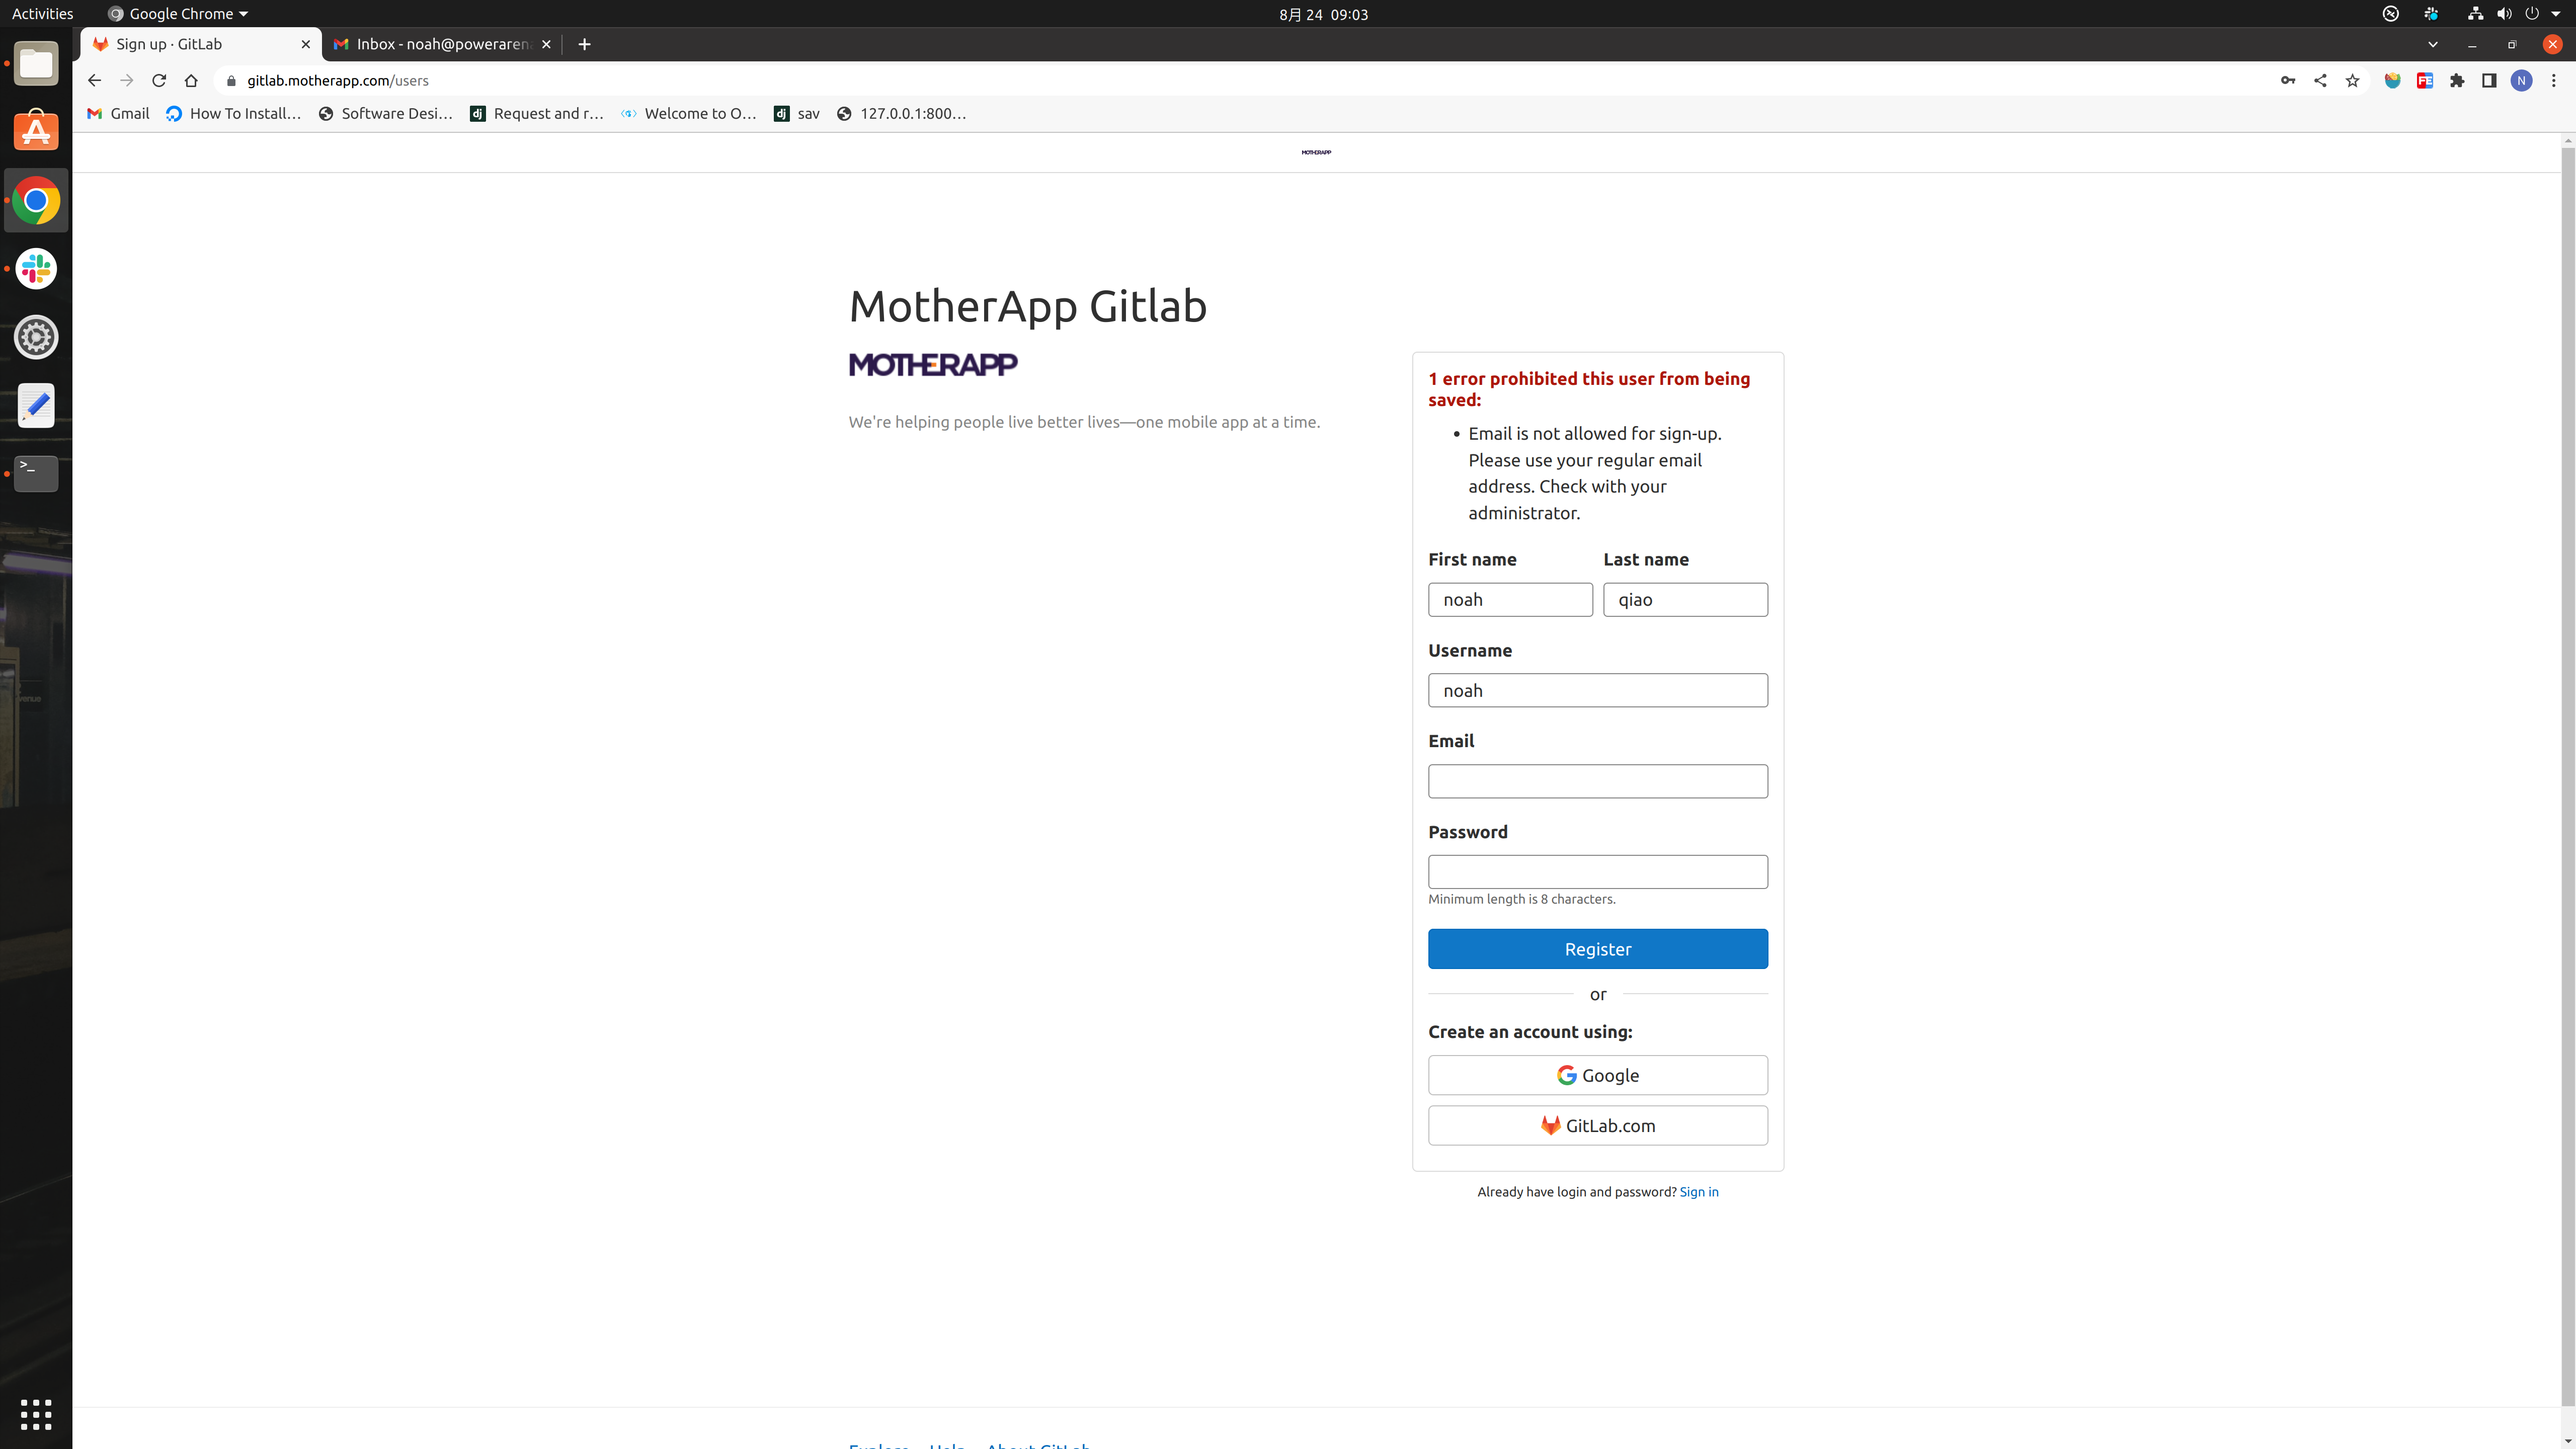 Activities
Google Chrome
8月 24 09:03
Sign up · GitLab
Inbox - noah@poweraren
gitlab.motherapp.com/users
N
Gmail
How To Install…
Software Desi…
Request and r…
Welcome to O…
sav
127.0.0.1:800…
MOTHERAPP
MotherApp Gitlab
MOTHERAPP
We're helping people live better lives—one mobile app at a time.
1 error prohibited this user from being
saved:
Email is not allowed for sign-up.
Please use your regular email
address. Check with your
administrator.
First name
Last name
noah
qiao
Username
noah
Email
Password
Minimum length is 8 characters.
Register
or
Create an account using:
Google
GitLab.com
Already have login and password? Sign in
Explore Help About GitLab